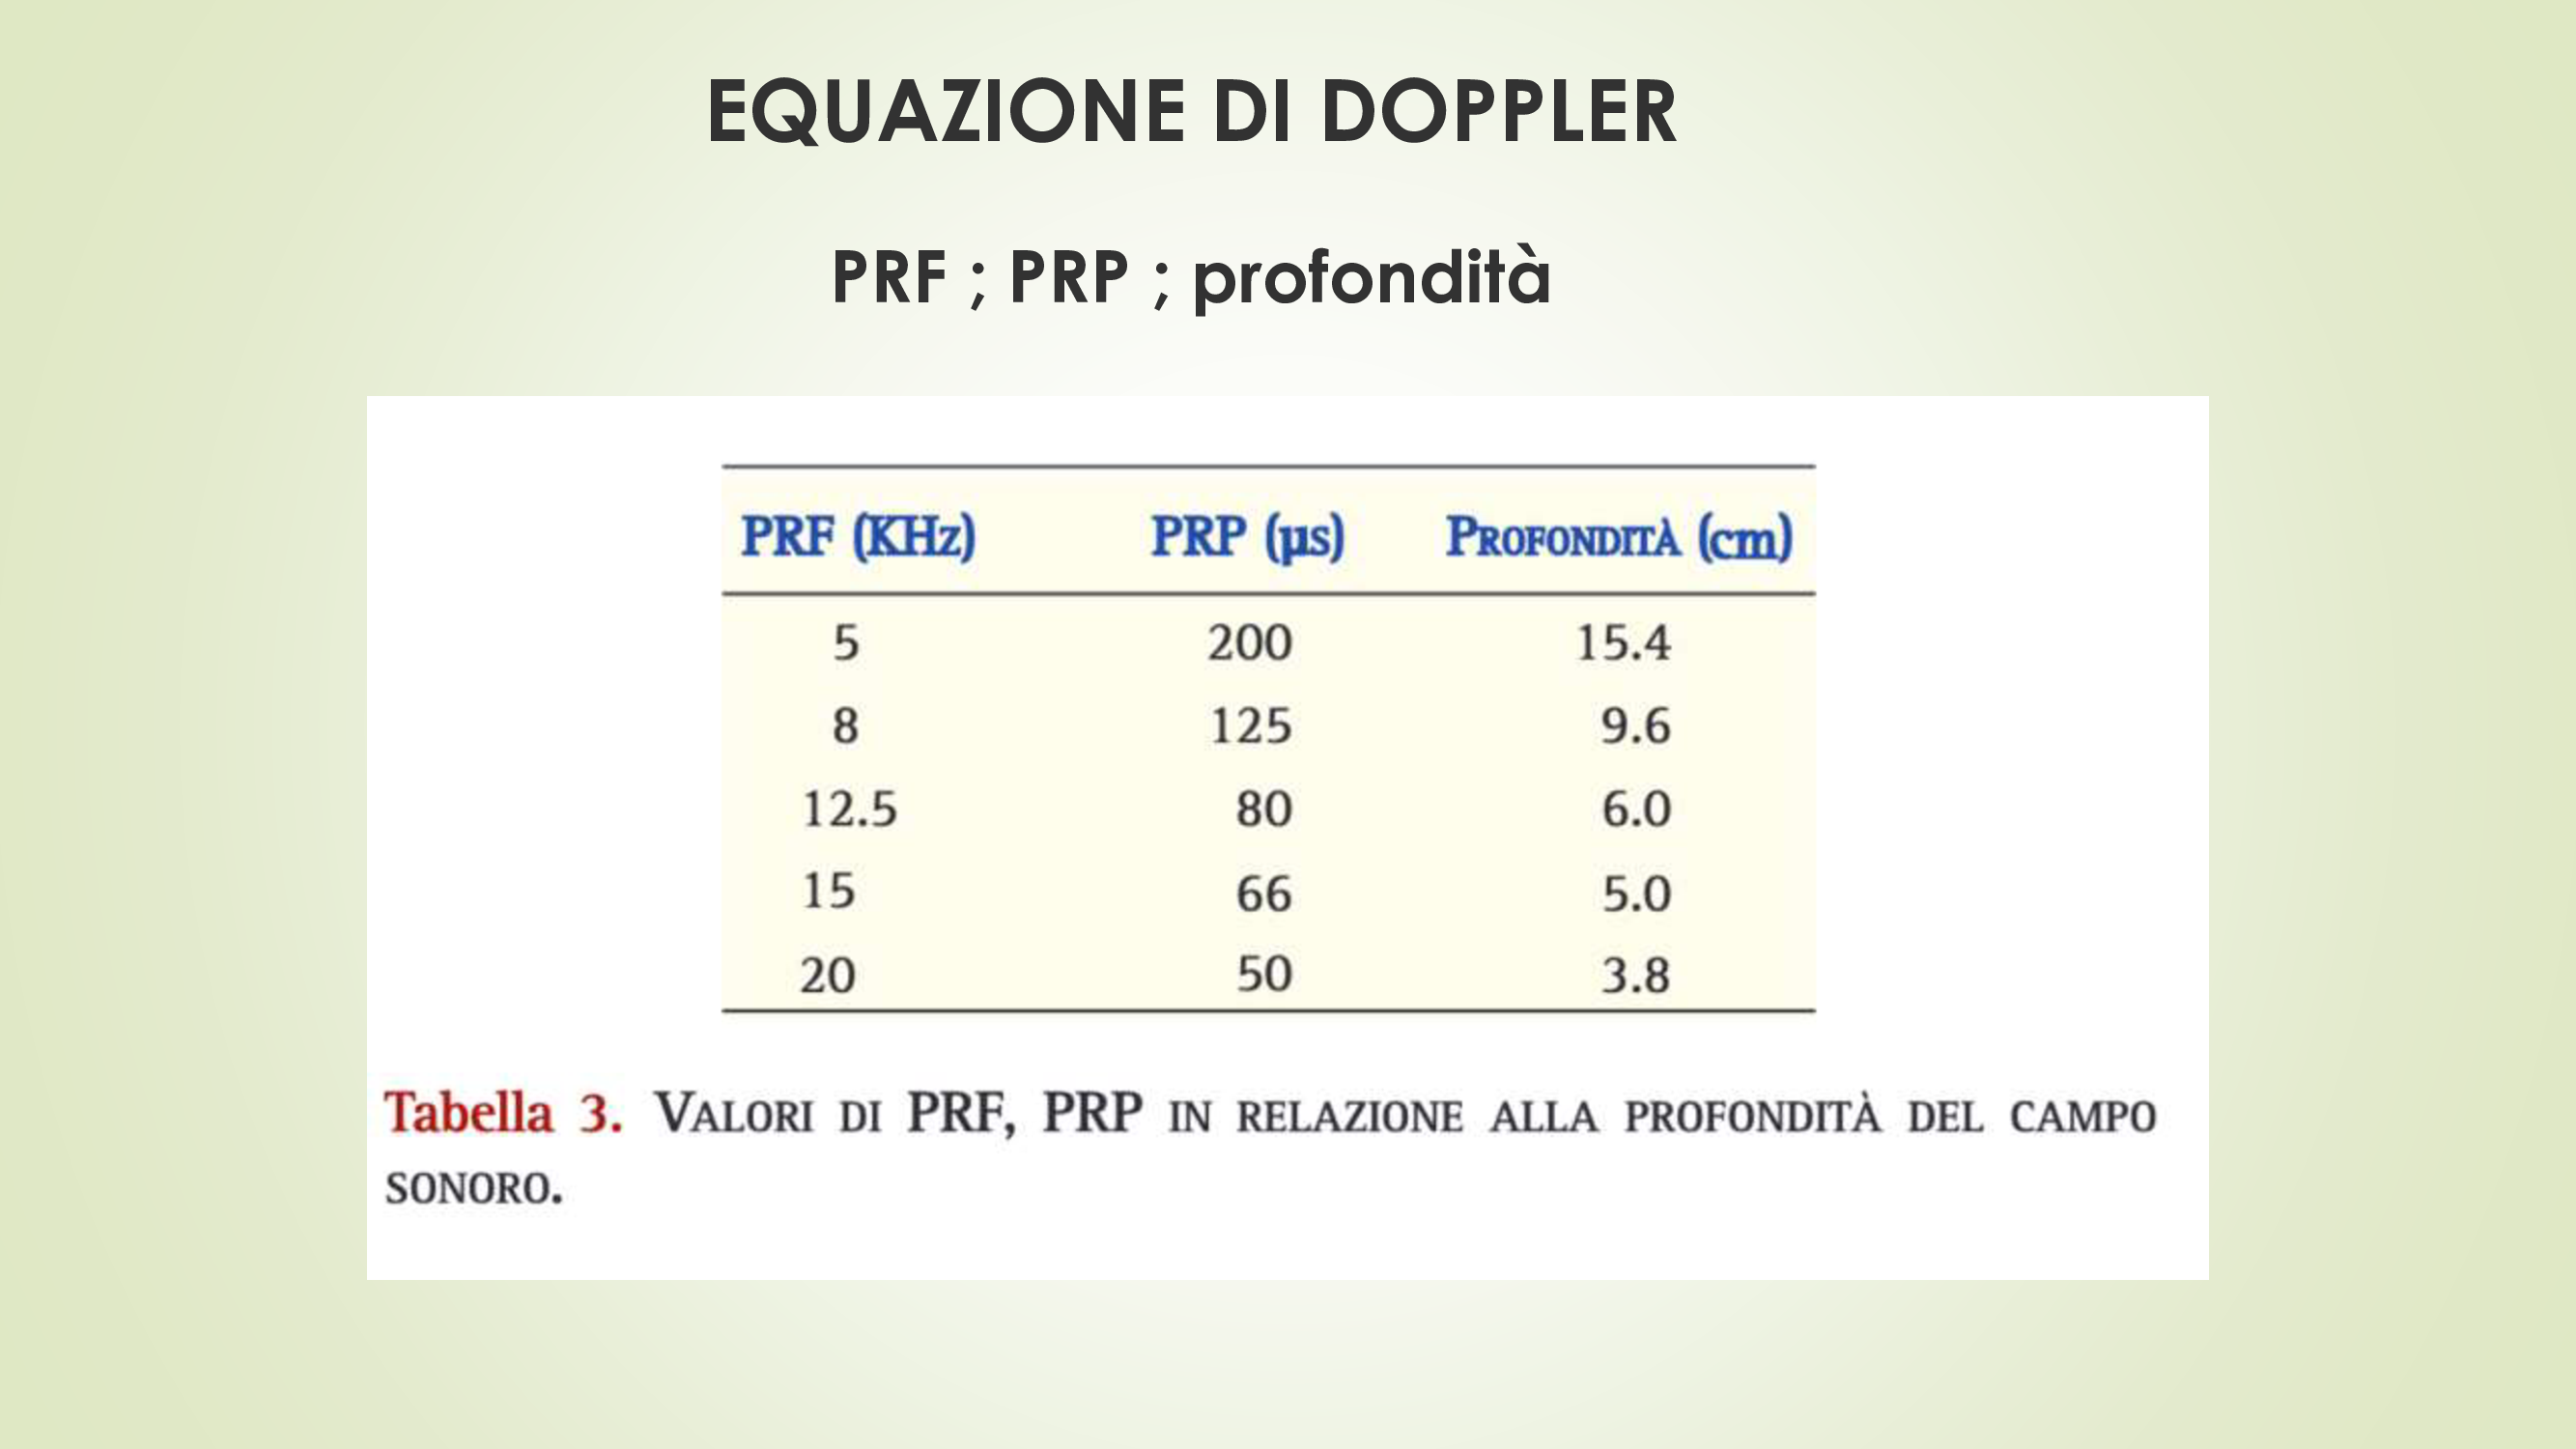 EQUAZIONE DI DOPPLER
PRF ; PRP ; profondità
PRF (KHz) PRP (µs) PROFONDITÀ (cm)
5 200 15.4
8 125 9.6
12.5 80 6.0
15 66 5.0
20 50 3.8
Tabella 3. VALORI DI PRF, PRP IN RELAZIONE ALLA PROFONDITÀ DEL CAMPO
SONORO.